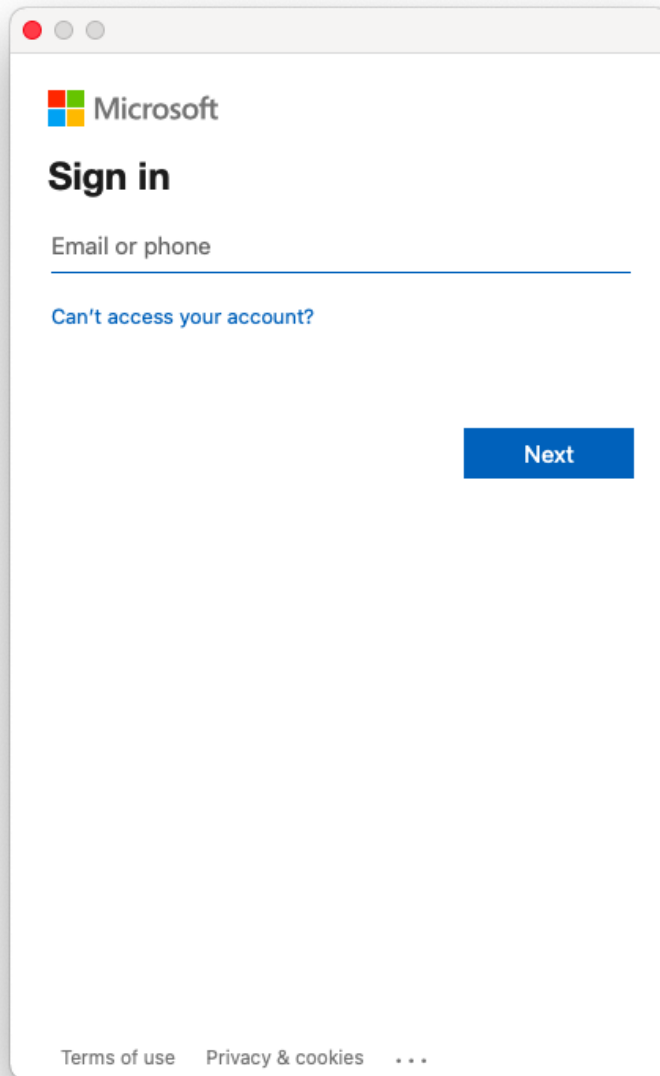 Microsoft
Sign in
Email or phone
Can't access your account?
Next
Terms of use Privacy & cookies ...